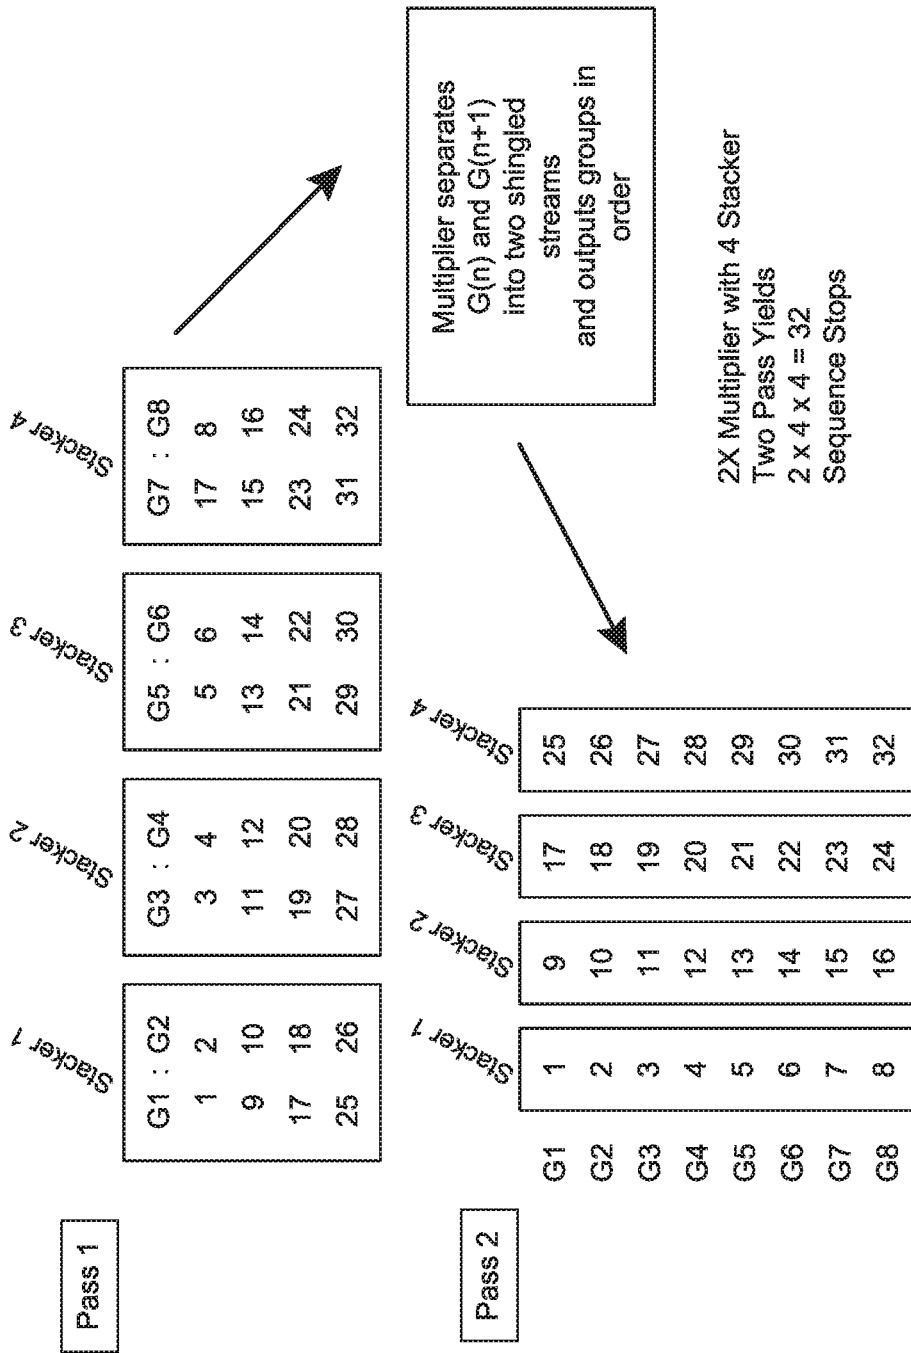 Pass 1
Stacker 1 Stacker 2 Stacker 3 Stacker 4
G1 : G2 G3 : G4 G5 : G6 G7 : G8
1 2 3 4 5 6 17 8
9 10 11 12 13 14 15 16
17 18 19 20 21 22 23 24
25 26 27 28 29 30 31 32
Multiplier separates
G(n) and G(n+1)
into two shingled
streams
and outputs groups in
order
Pass 2
Stacker 1 Stacker 2 Stacker 3 Stacker 4
G1 1 9 17 25
G2 2 10 18 26
G3 3 11 19 27
G4 4 12 20 28
G5 5 13 21 29
G6 6 14 22 30
G7 7 15 23 31
G8 8 16 24 32
2X Multiplier with 4 Stacker
Two Pass Yields
2 x 4 x 4 = 32
Sequence Stops